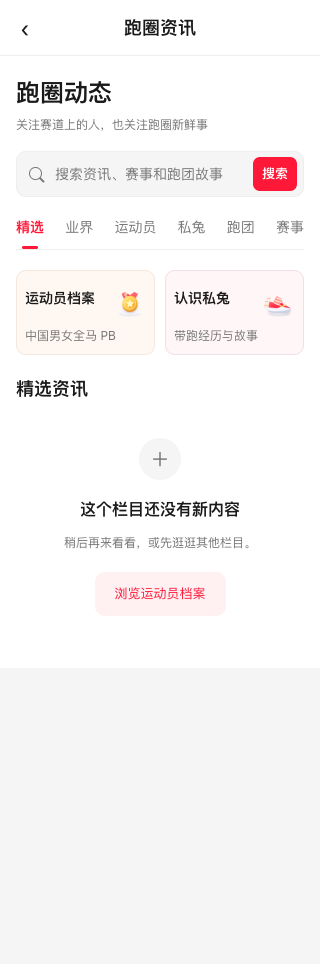 跑圈资讯
跑圈动态
关注赛道上的人，也关注跑圈新鲜事
搜索资讯、赛事和跑团故事
搜索
精选 业界 运动员 私兔 跑团 赛事
运动员档案
中国男女全马 PB
认识私兔
带跑经历与故事
精选资讯
这个栏目还没有新内容
稍后再来看看，或先逛逛其他栏目。
浏览运动员档案